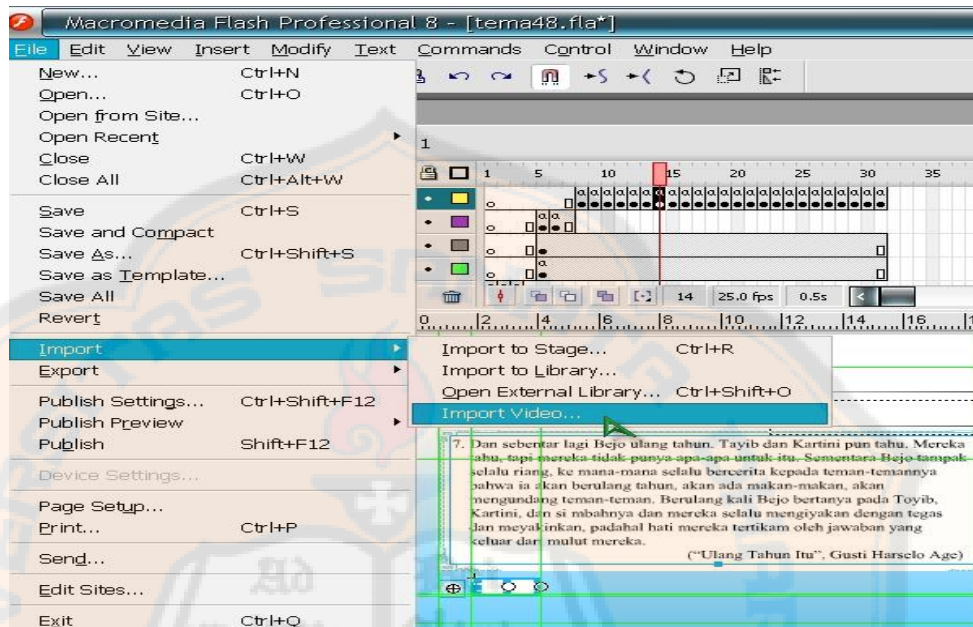 Macromedia Flash Professional 8 - [tema48.fla*]
File Edit View Insert Modify Text Commands Control Window Help
New... Ctrl+N
Open... Ctrl+O
Open from Site...
Open Recent
Close Ctrl+W
Close All Ctrl+Alt+W
Save Ctrl+S
Save and Compact
Save As... Ctrl+Shift+S
Save as Template...
Save All
Revert
Import
Export
Publish Settings... Ctrl+Shift+F12
Publish Preview
Publish Shift+F12
Device Settings...
Page Setup...
Print... Ctrl+P
Send...
Edit Sites...
Exit Ctrl+Q
1
1 5 10 15 20 25 30 35
14 25.0 fps 0.5s
0 2 4 6 8 10 12 14 16
Import to Stage... Ctrl+R
Import to Library...
Open External Library... Ctrl+Shift+O
Import Video...
7. Dan sebentar lagi Bejo ulang tahun. Tayib dan Kartini pun tahu. Mereka
tahu, tapi mereka tidak punya apa-apa untuk itu. Sementara Bejo tampak
selalu riang, ke mana-mana selalu bercerita kepada teman-temannya
bahwa ia akan berulang tahun, akan ada makan-makan, akan
mengundang teman-teman. Berulang kali Bejo bertanya pada Toyib,
Kartini, dan si mbahnya dan mereka selalu mengiyakan dengan tegas
dan meyakinkan, padahal hati mereka tertikam oleh jawaban yang
keluar dari mulut mereka.
("Ulang Tahun Itu", Gusti Harselo Age)